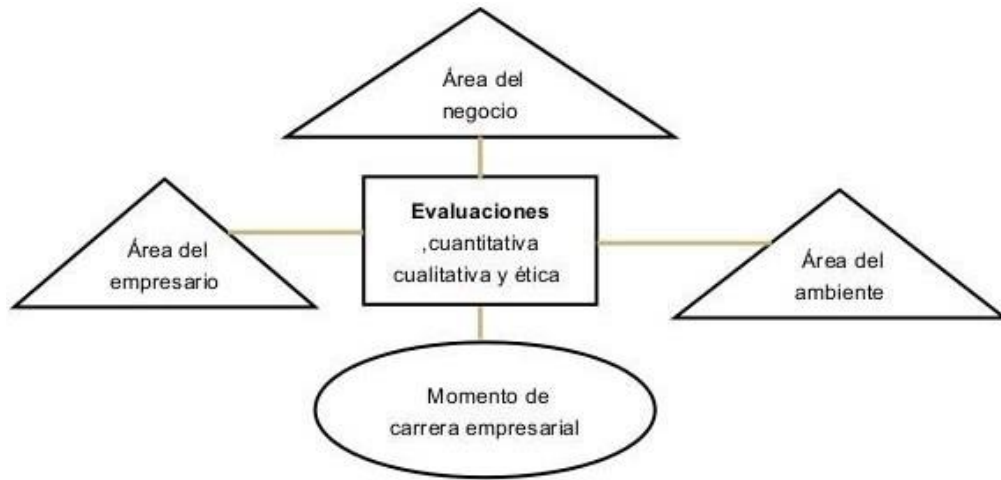 Área del
negocio
Evaluaciones
,cuantitativa
cualitativa y ética
Área del
empresario
Área del
ambiente
Momento de
carrera empresarial